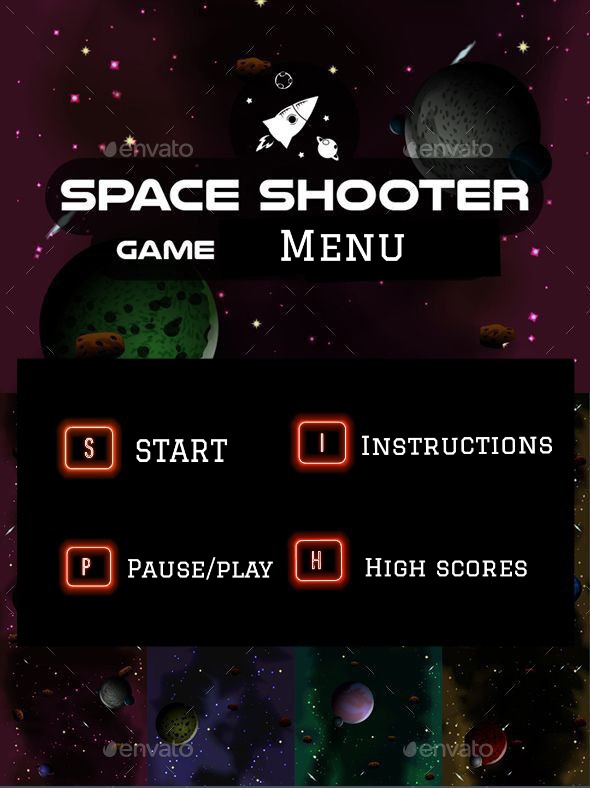 envato
envato
SPACE SHOOTER
GAME MENU
S START
I INSTRUCTIONS
P PAUSE/PLAY
H HIGH SCORES
envato
envato